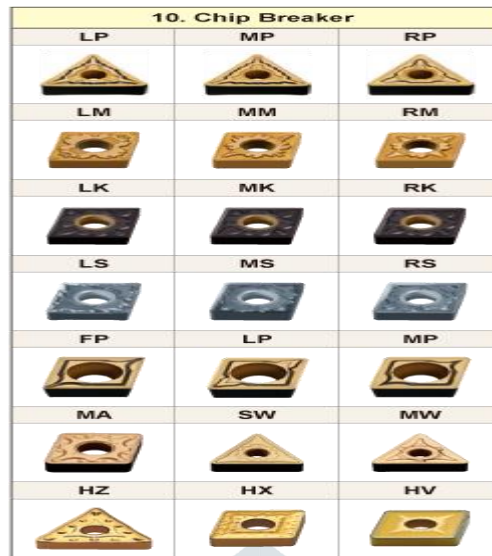 10. Chip Breaker
LP MP RP
LM MM RM
LK MK RK
LS MS RS
FP LP MP
MA SW MW
HZ HX HV